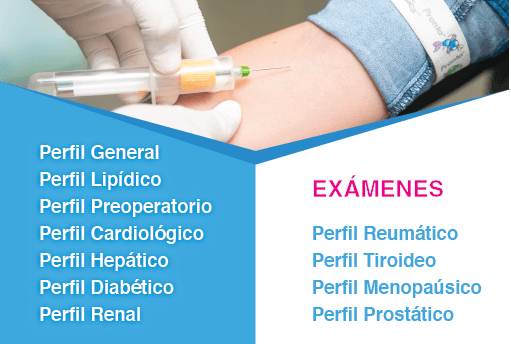 Pronto
Perfil General
Perfil Lipídico
Perfil Preoperatorio
Perfil Cardiológico
Perfil Hepático
Perfil Diabético
Perfil Renal
EXÁMENES
Perfil Reumático
Perfil Tiroideo
Perfil Menopaúsico
Perfil Prostático